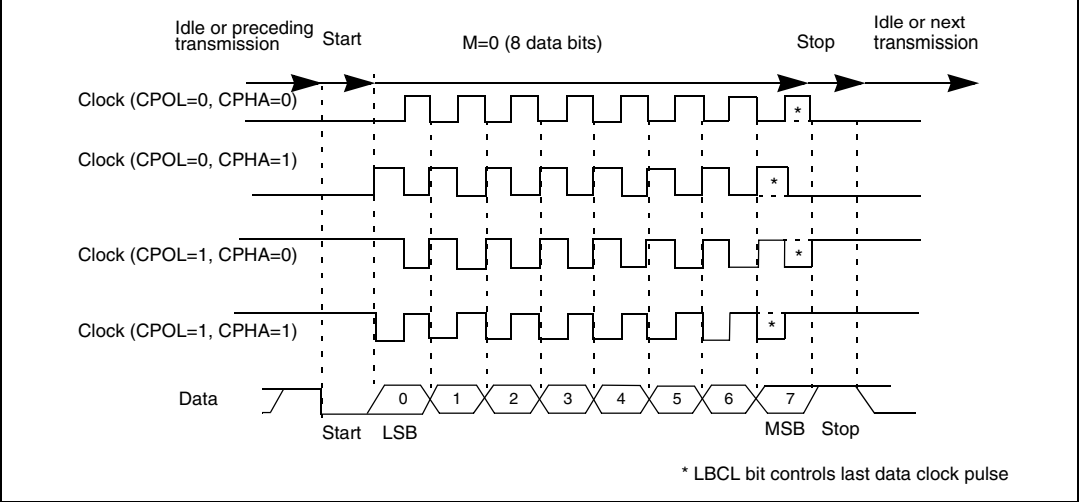 Idle or preceding
transmission
Start
M=0 (8 data bits)
Stop
Idle or next
transmission
Clock (CPOL=0, CPHA=0)
*
Clock (CPOL=0, CPHA=1)
*
Clock (CPOL=1, CPHA=0)
*
Clock (CPOL=1, CPHA=1)
*
Data
0 1 2 3 4 5 6 7
Start LSB MSB Stop
* LBCL bit controls last data clock pulse